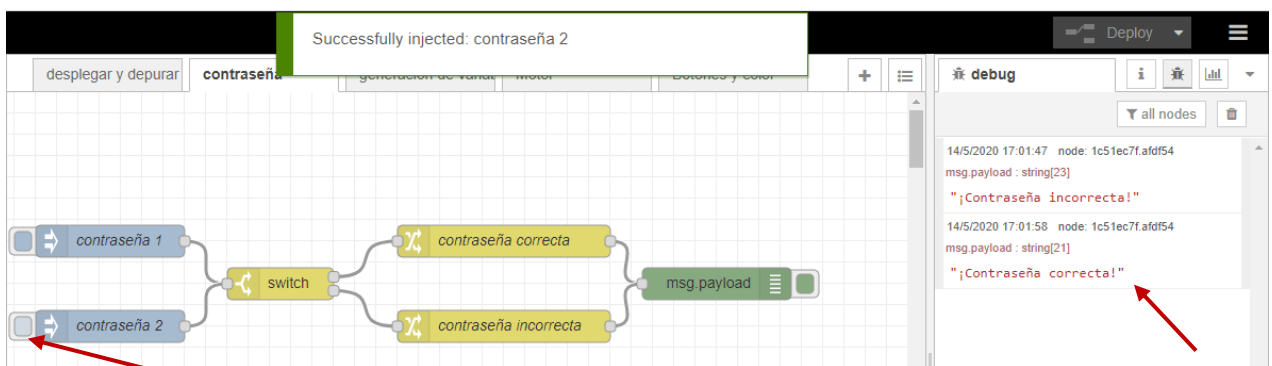 Successfully injected: contraseña 2
Deploy
desplegar y depurar
contraseña
debug
i
all nodes
14/5/2020 17:01:47 node: 1c51ec7f.afdf54
msg.payload : string[23]
"¡Contraseña incorrecta!"
14/5/2020 17:01:58 node: 1c51ec7f.afdf54
msg.payload : string[21]
"¡Contraseña correcta!"
contraseña 1
contraseña correcta
switch
msg.payload
contraseña 2
contraseña incorrecta